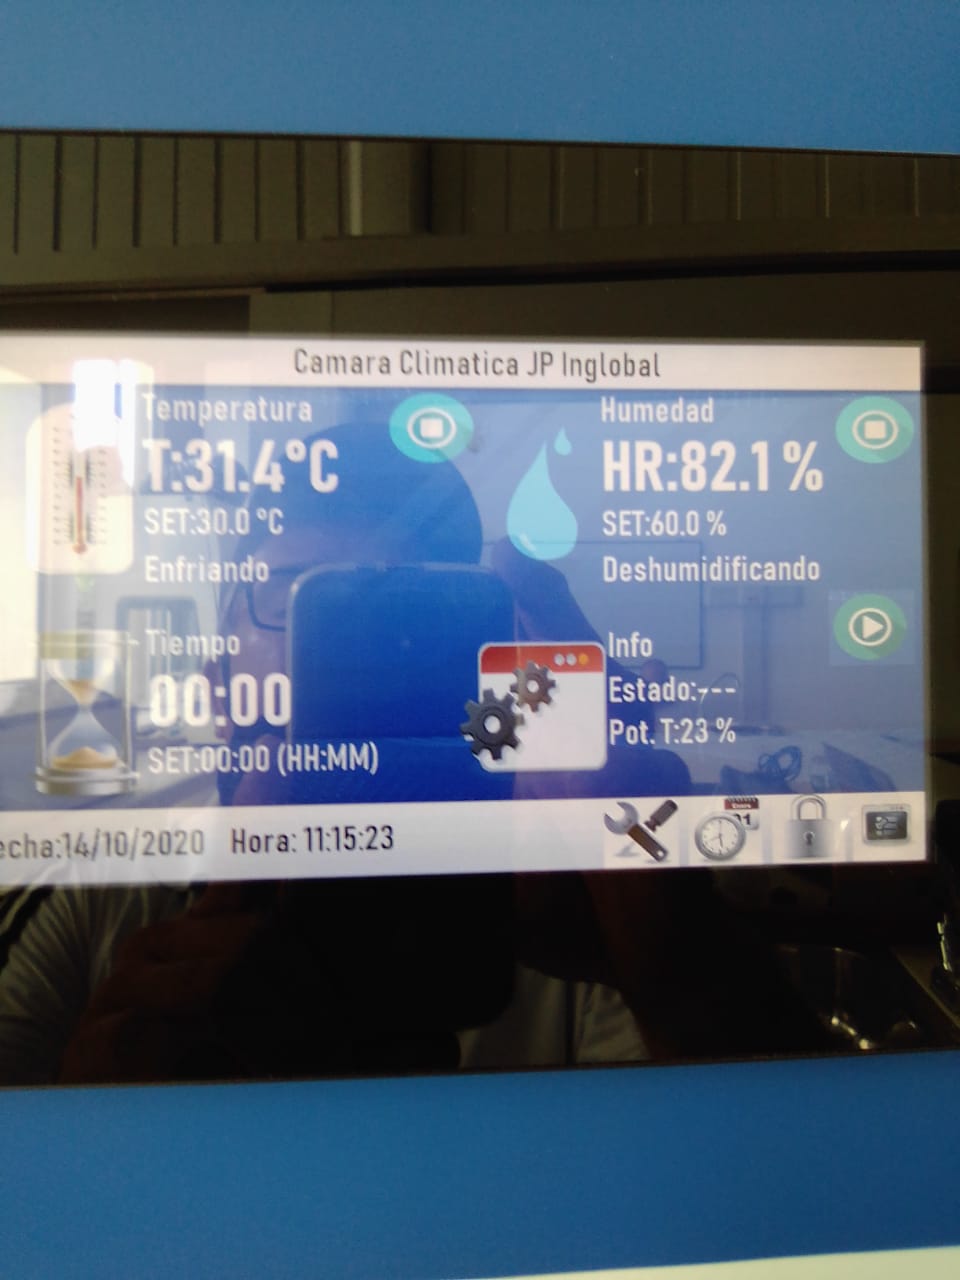 Camara Climatica JP Inglobal
Temperatura
T:31.4°C
SET:30.0 °C
Enfriando
Humedad
HR:82.1 %
SET:60.0 %
Deshumidificando
Tiempo
00:00
SET:00:00 (HH:MM)
Info
Estado:---
Pot. T:23 %
echa:14/10/2020 Hora: 11:15:23